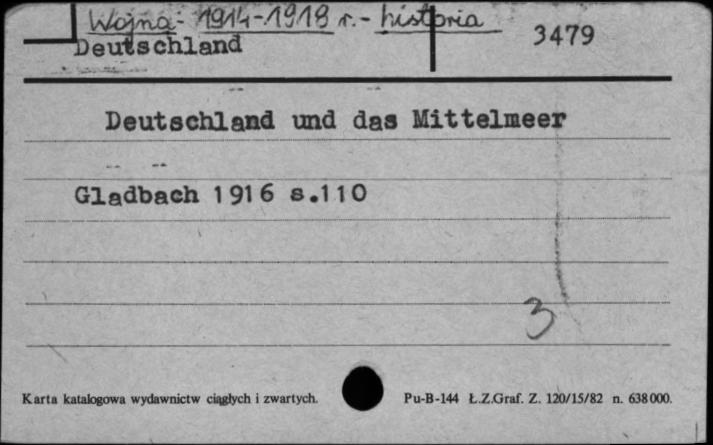 Wojna - 1914-1918 r. - historia
Deutschland 3479
Deutschland und das Mittelmeer
Gladbach 1916 s.110
3
Karta katalogowa wydawnictw ciągłych i zwartych. Pu-B-144 Ł.Z.Graf. Z. 120/15/82 n. 638000.